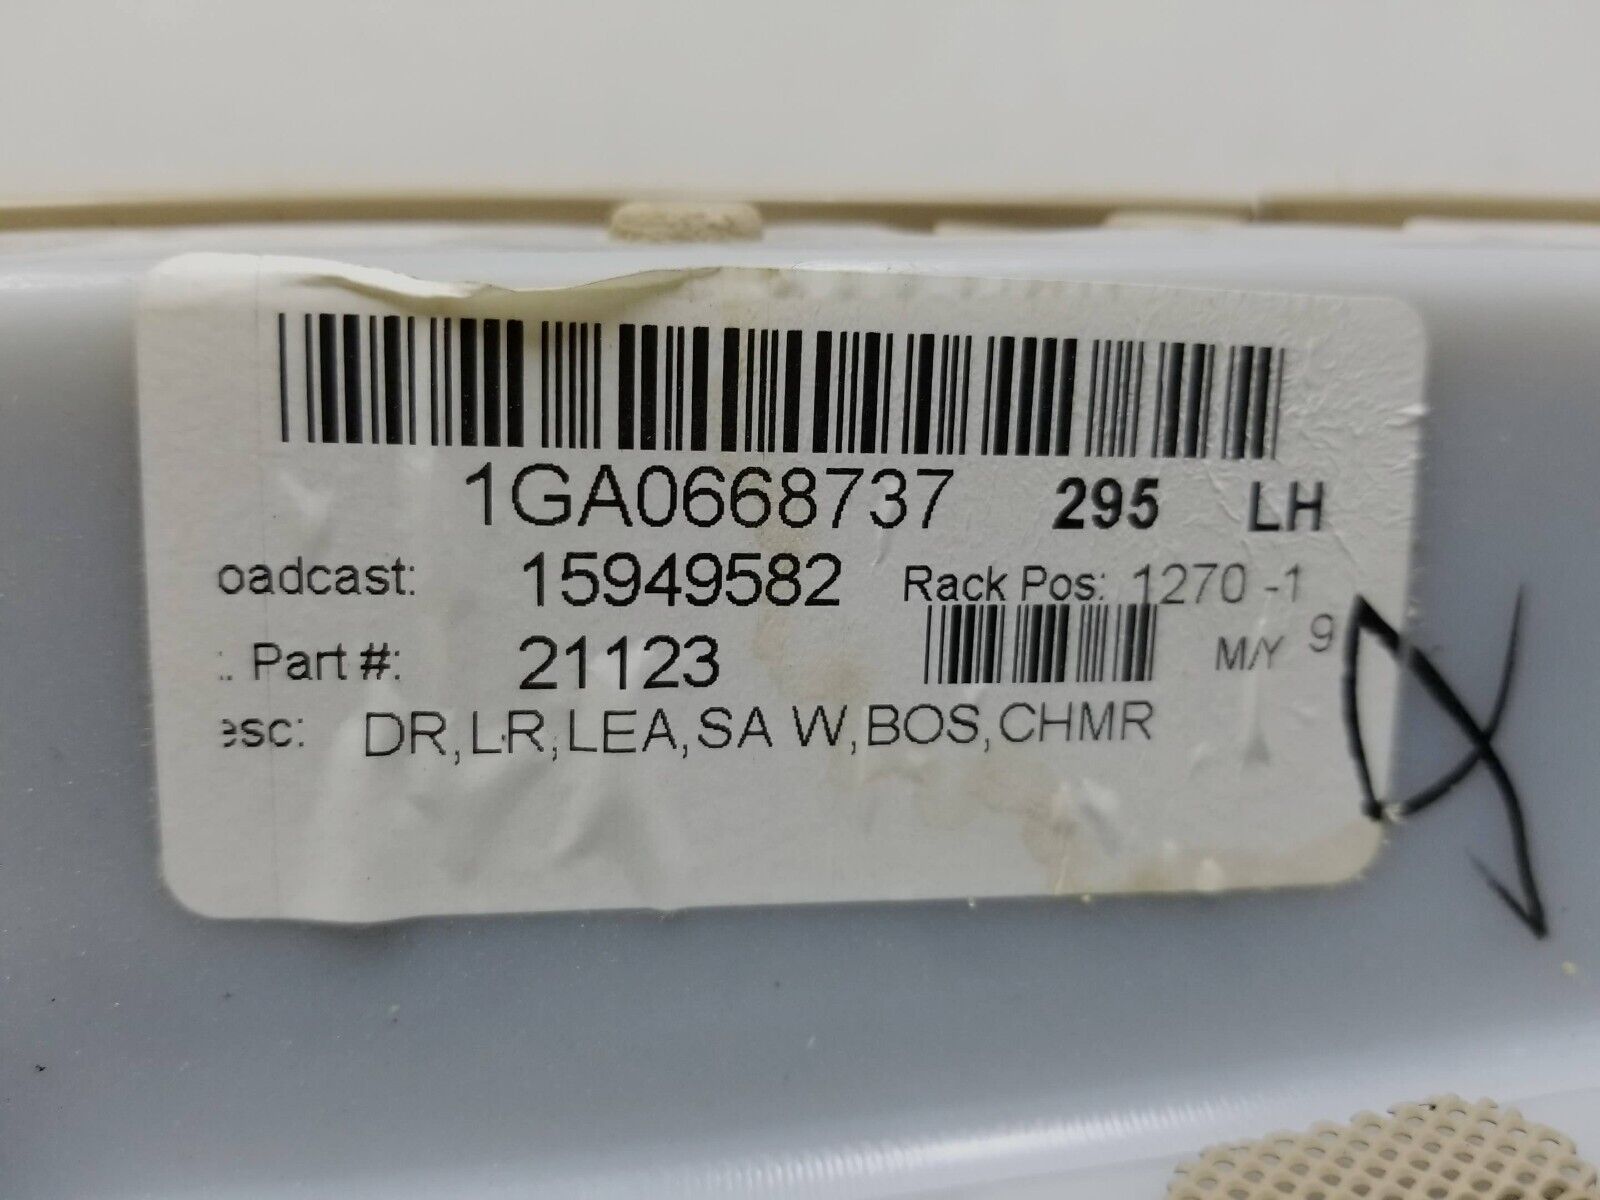 1GA0668737 295 LH
oadcast: 15949582 Rack Pos: 1270 -1
.. Part #: 21123 M/Y 9
esc: DR,LR,LEA,SA W,BOS,CHMR